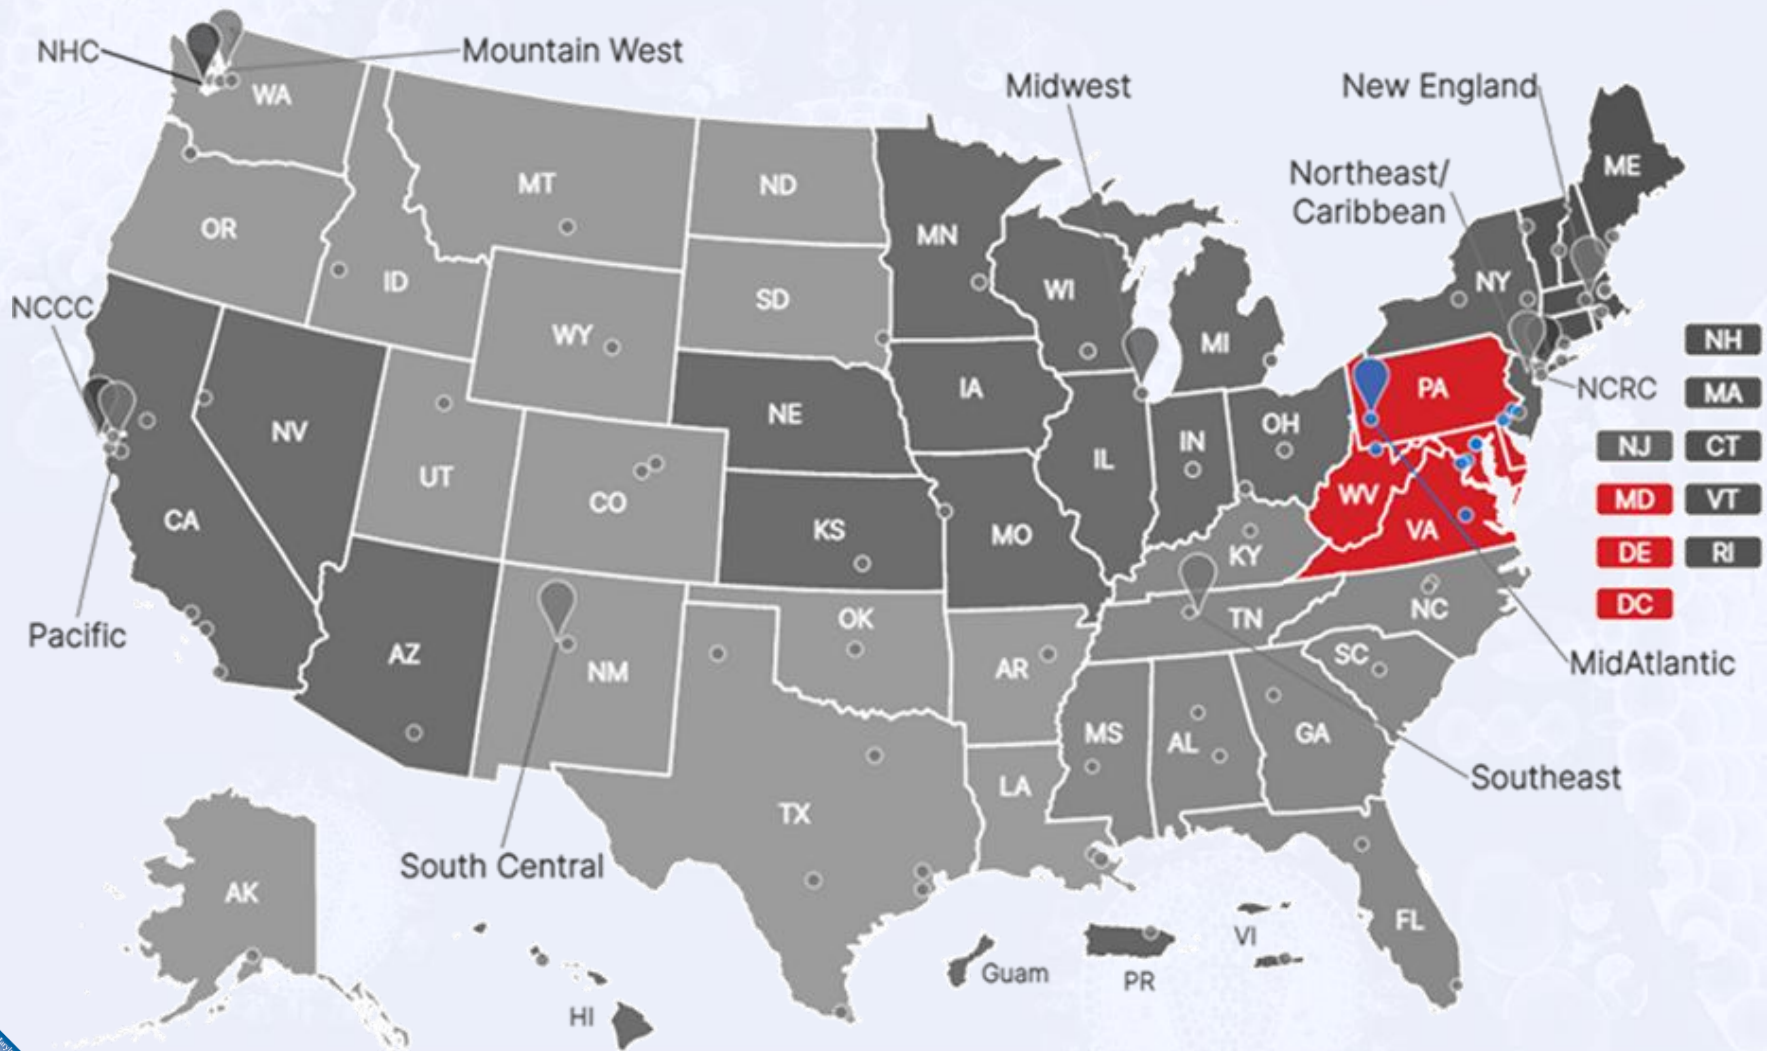 NHC
Mountain West
Midwest
New England
Northeast/
Caribbean
WA
MT
ND
OR
ID
SD
WY
MN
WI
MI
NY
ME
NCCC
NV
UT
CO
NE
IA
IL
IN
OH
PA
NCRC
NH
MA
NJ
CT
MD
VT
DE
RI
DC
CA
KS
MO
KY
WV
VA
Pacific
AZ
NM
OK
AR
TN
NC
SC
MidAtlantic
MS
AL
GA
Southeast
TX
LA
South Central
AK
FL
HI
Guam
PR
VI